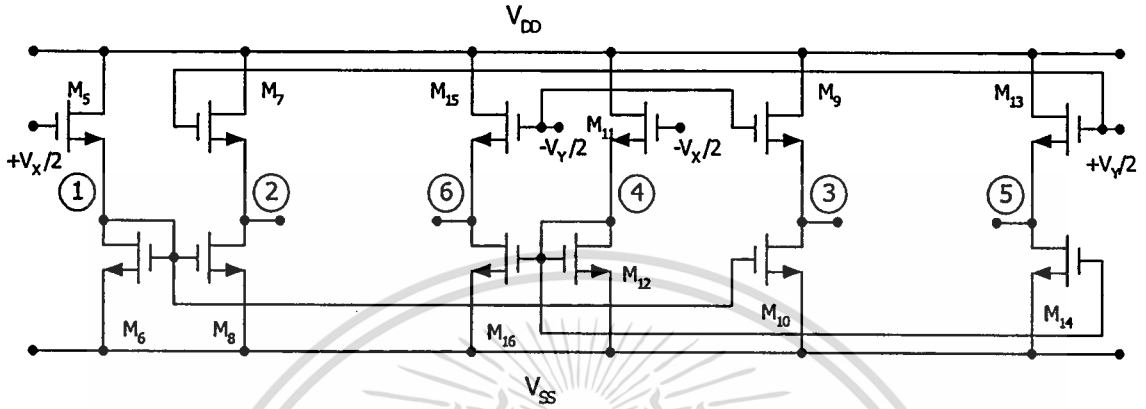 V_DD
M_5
M_7
M_15
M_11
M_9
M_13
+V_X/2
-V_Y/2
-V_X/2
+V_Y/2
1
2
6
4
3
5
M_6
M_8
M_16
M_12
M_10
M_14
V_SS